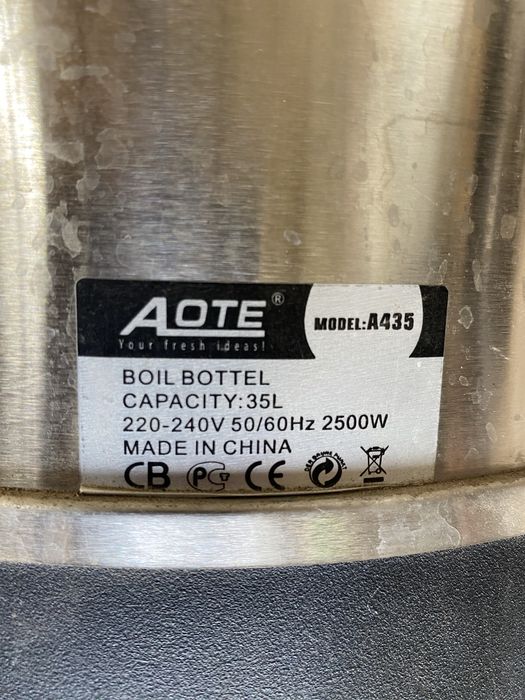 AOTE®
Your fresh ideas!
MODEL:A435
BOIL BOTTEL
CAPACITY:35L
220-240V 50/60Hz 2500W
MADE IN CHINA
CB PC CE